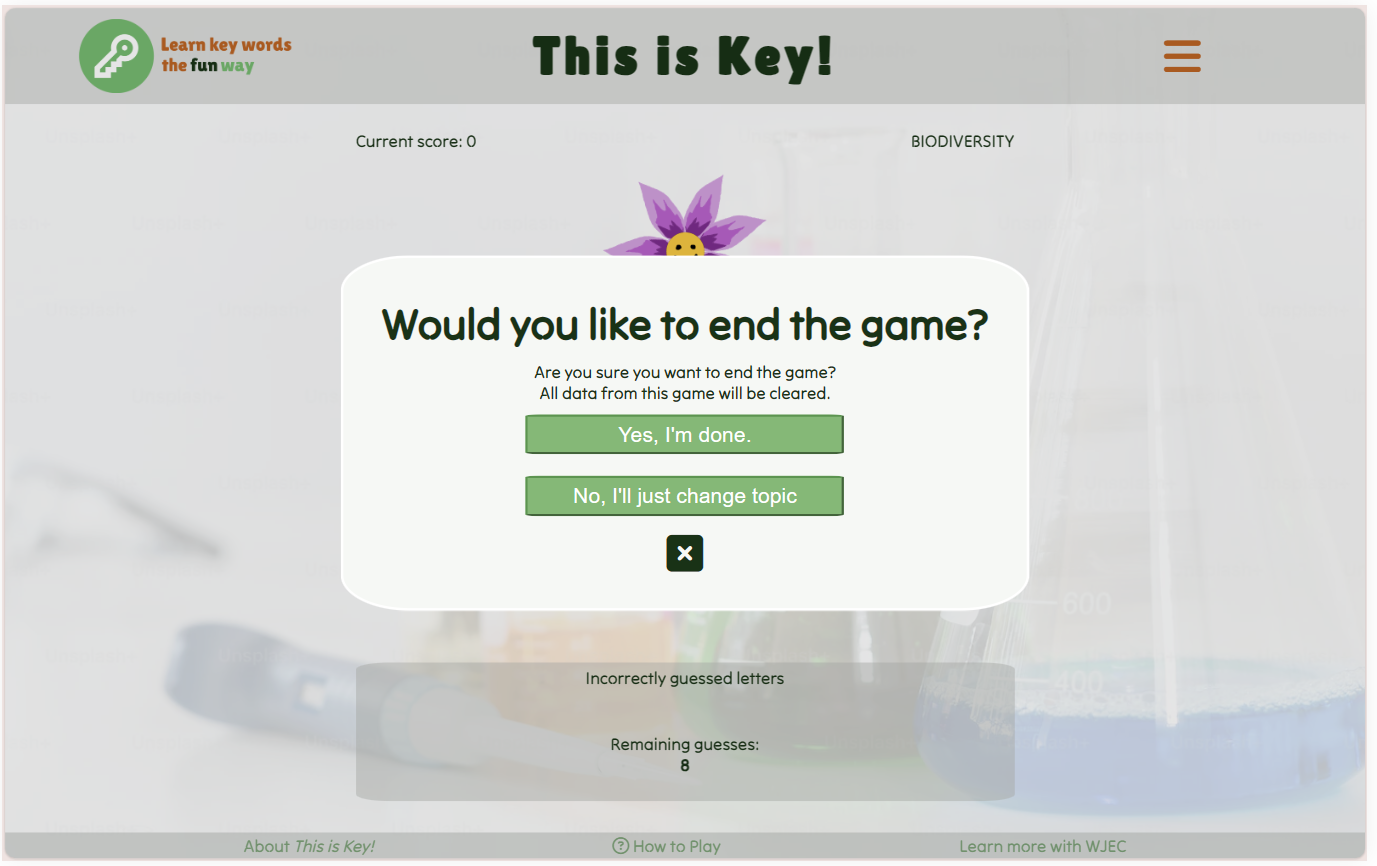 Learn key words
the fun way
This is Key!
Current score: 0
BIODIVERSITY
Would you like to end the game?
Are you sure you want to end the game?
All data from this game will be cleared.
Yes, I'm done.
No, I'll just change topic
600
400
Incorrectly guessed letters
Remaining guesses:
8
About This is Key!
How to Play
Learn more with WJEC